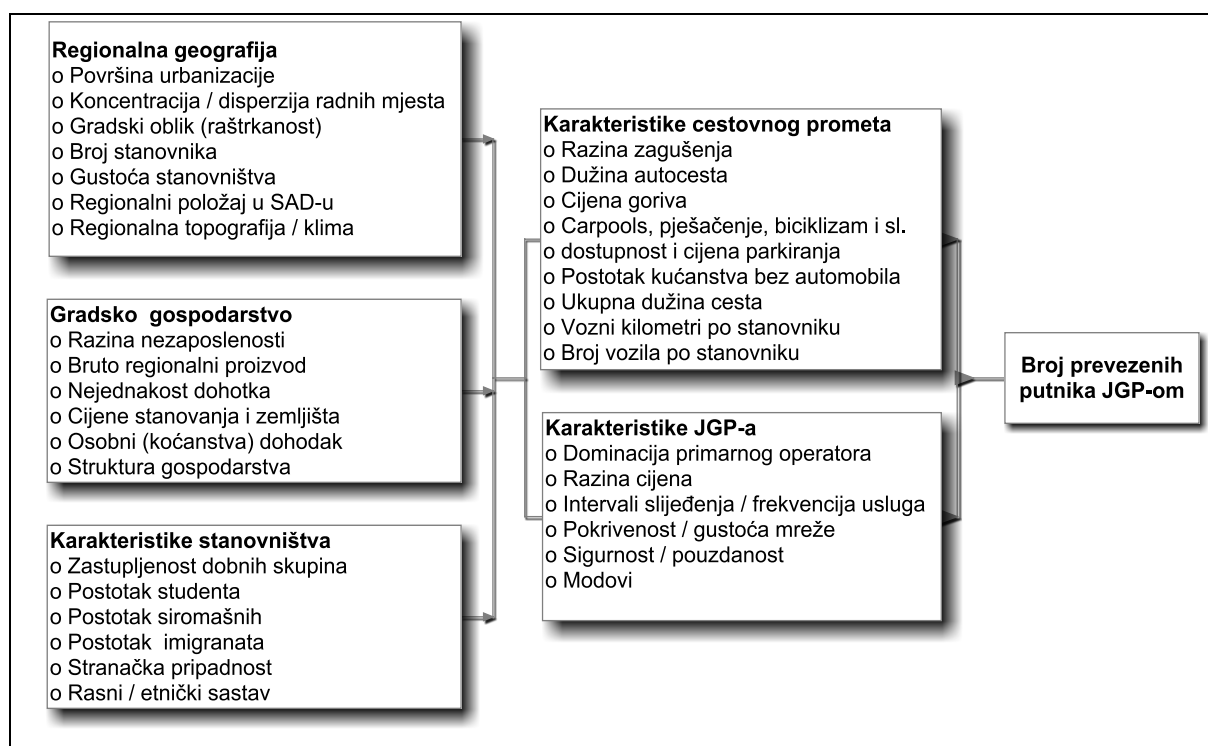 Regionalna geografija
o Površina urbanizacije
o Koncentracija / disperzija radnih mjesta
o Gradski oblik (raštrkanost)
o Broj stanovnika
o Gustoća stanovništva
o Regionalni položaj u SAD-u
o Regionalna topografija / klima
Gradsko gospodarstvo
o Razina nezaposlenosti
o Bruto regionalni proizvod
o Nejednakost dohotka
o Cijene stanovanja i zemljišta
o Osobni (koćanstva) dohodak
o Struktura gospodarstva
Karakteristike stanovništva
o Zastupljenost dobnih skupina
o Postotak studenta
o Postotak siromašnih
o Postotak imigranata
o Stranačka pripadnost
o Rasni / etnički sastav
Karakteristike cestovnog prometa
o Razina zagušenja
o Dužina autocesta
o Cijena goriva
o Carpools, pješačenje, biciklizam i sl.
o dostupnost i cijena parkiranja
o Postotak kućanstva bez automobila
o Ukupna dužina cesta
o Vozni kilometri po stanovniku
o Broj vozila po stanovniku
Karakteristike JGP-a
o Dominacija primarnog operatora
o Razina cijena
o Intervali slijeđenja / frekvencija usluga
o Pokrivenost / gustoća mreže
o Sigurnost / pouzdanost
o Modovi
Broj prevezenih
putnika JGP-om